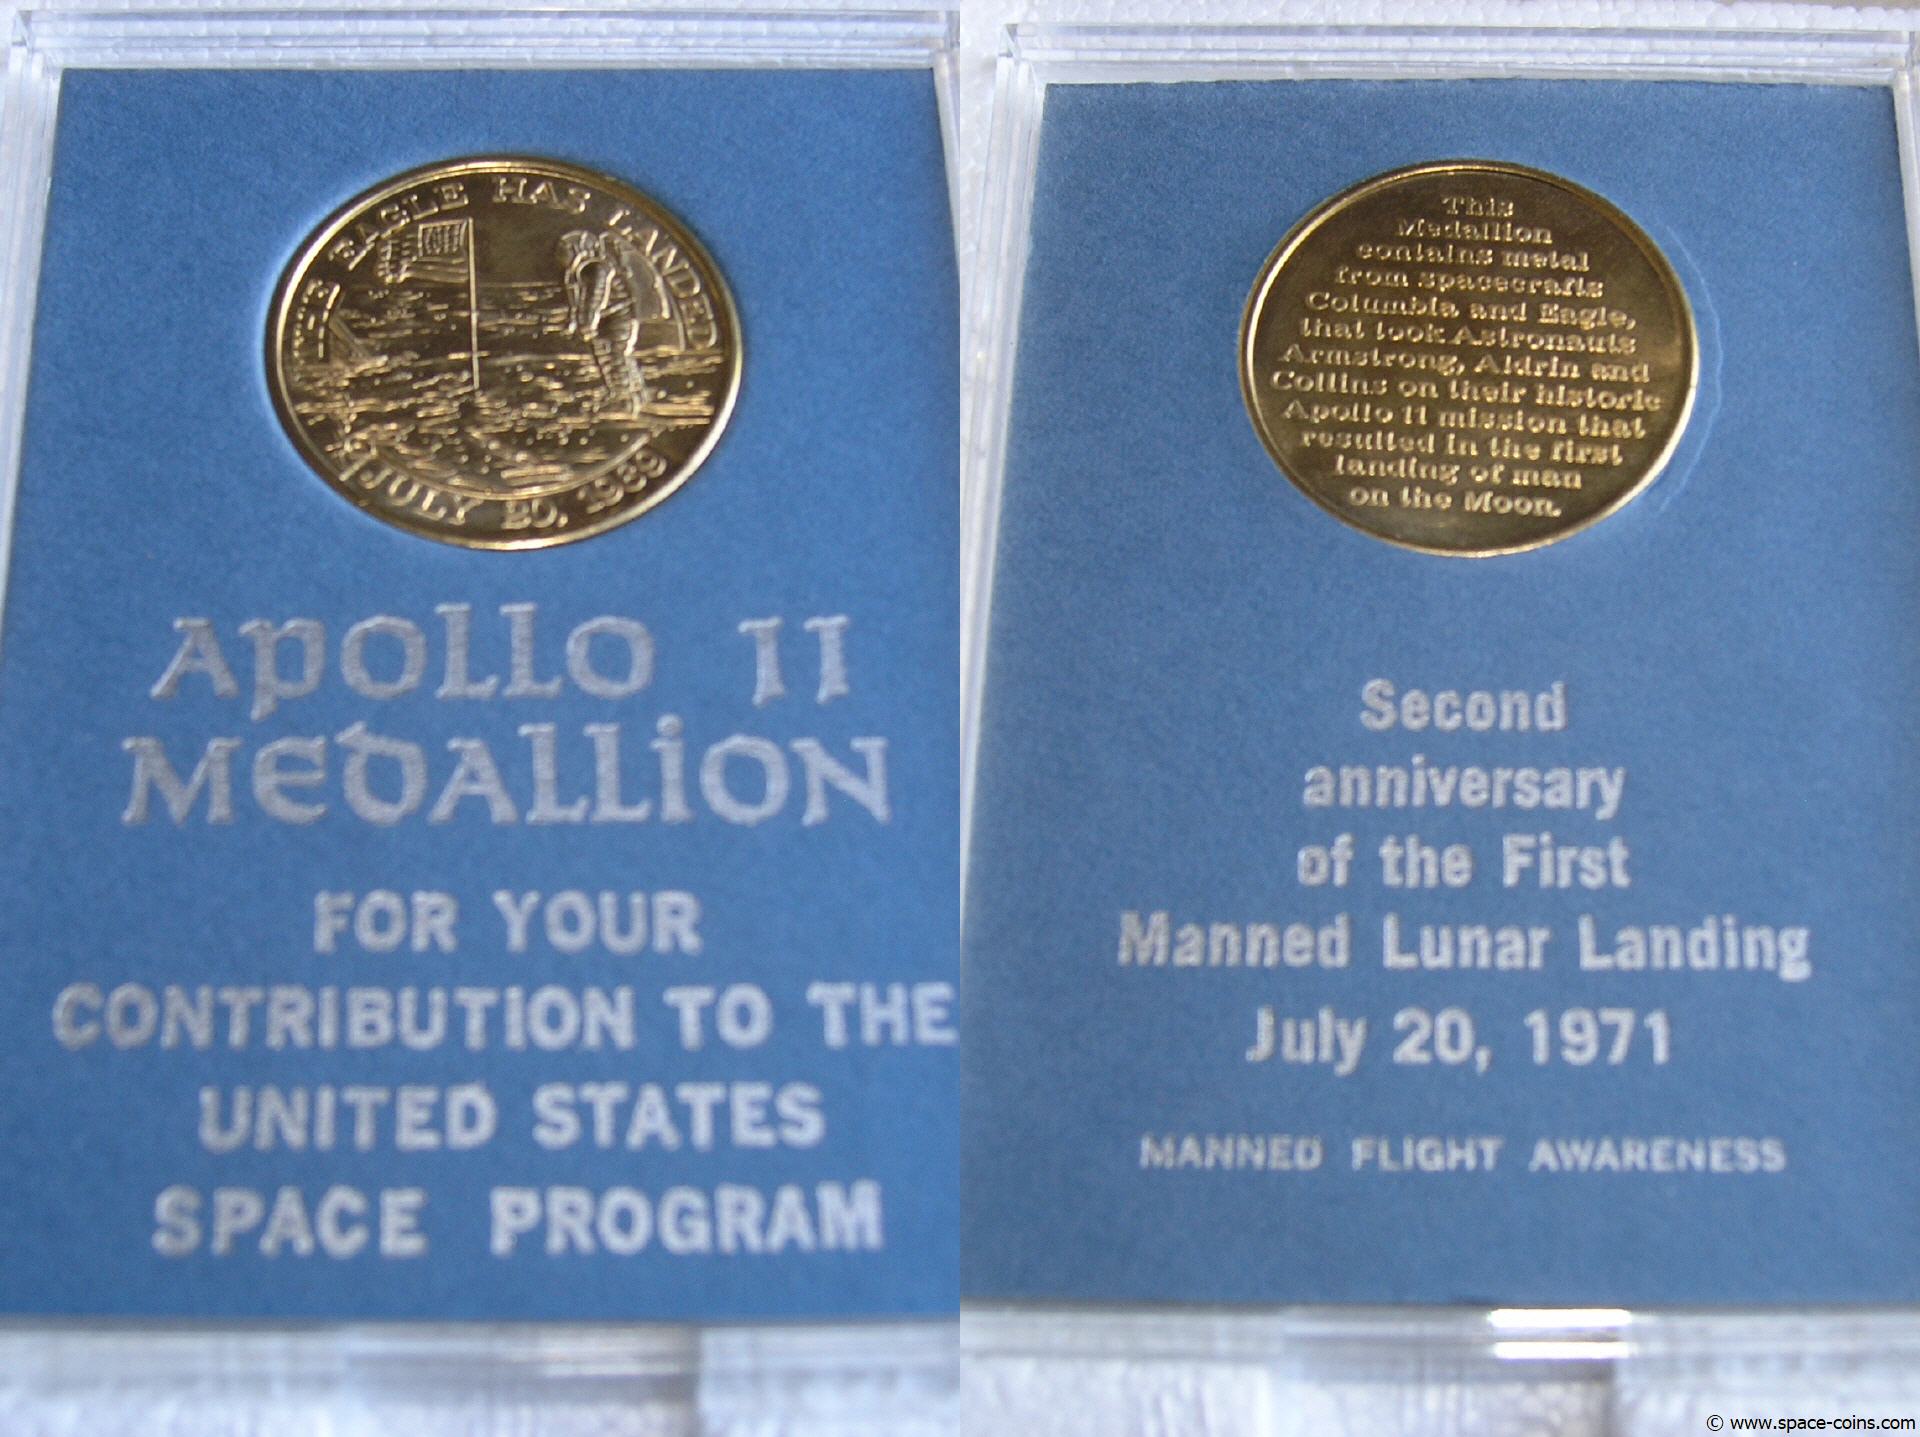 THE EAGLE HAS LANDED
JULY 20, 1969
APOLLO 11
MEDALLION
FOR YOUR
CONTRIBUTION TO THE
UNITED STATES
SPACE PROGRAM
This
Medallion
contains metal
from spacecrafts
Columbia and Eagle,
that took Astronauts
Armstrong, Aldrin and
Collins on their historic
Apollo 11 mission that
resulted in the first
landing of man
on the Moon.
Second
anniversary
of the First
Manned Lunar Landing
July 20, 1971
MANNED FLIGHT AWARENESS
© www.space-coins.com